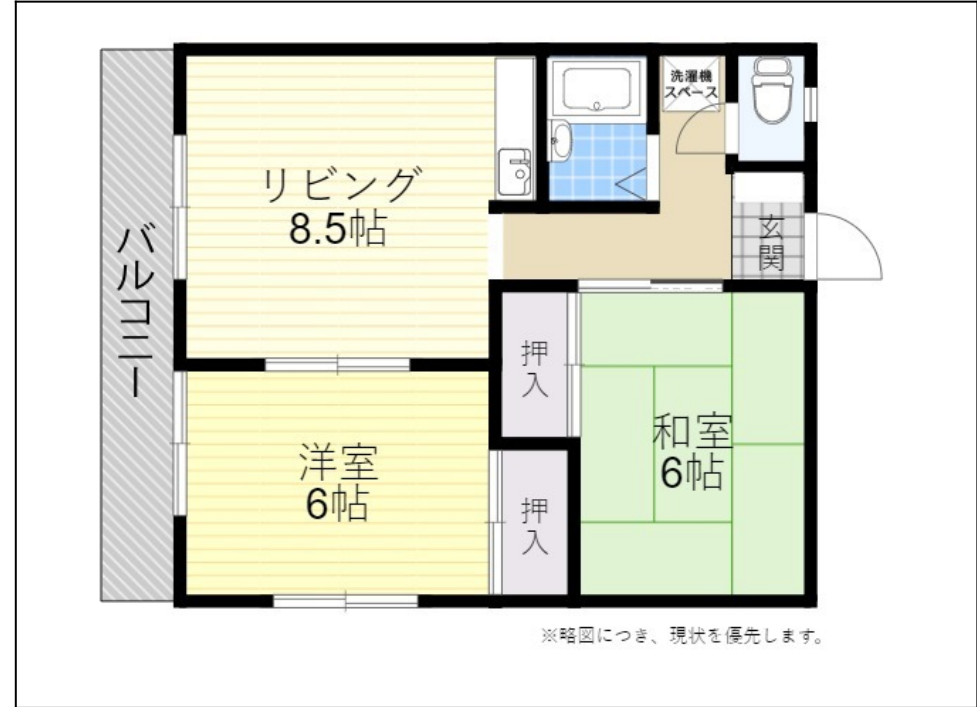 洗濯機
スペース
リビング
8.5帖
玄関
バルコニー
押入
和室
6帖
洋室
6帖
押入
※略図につき、現状を優先します。